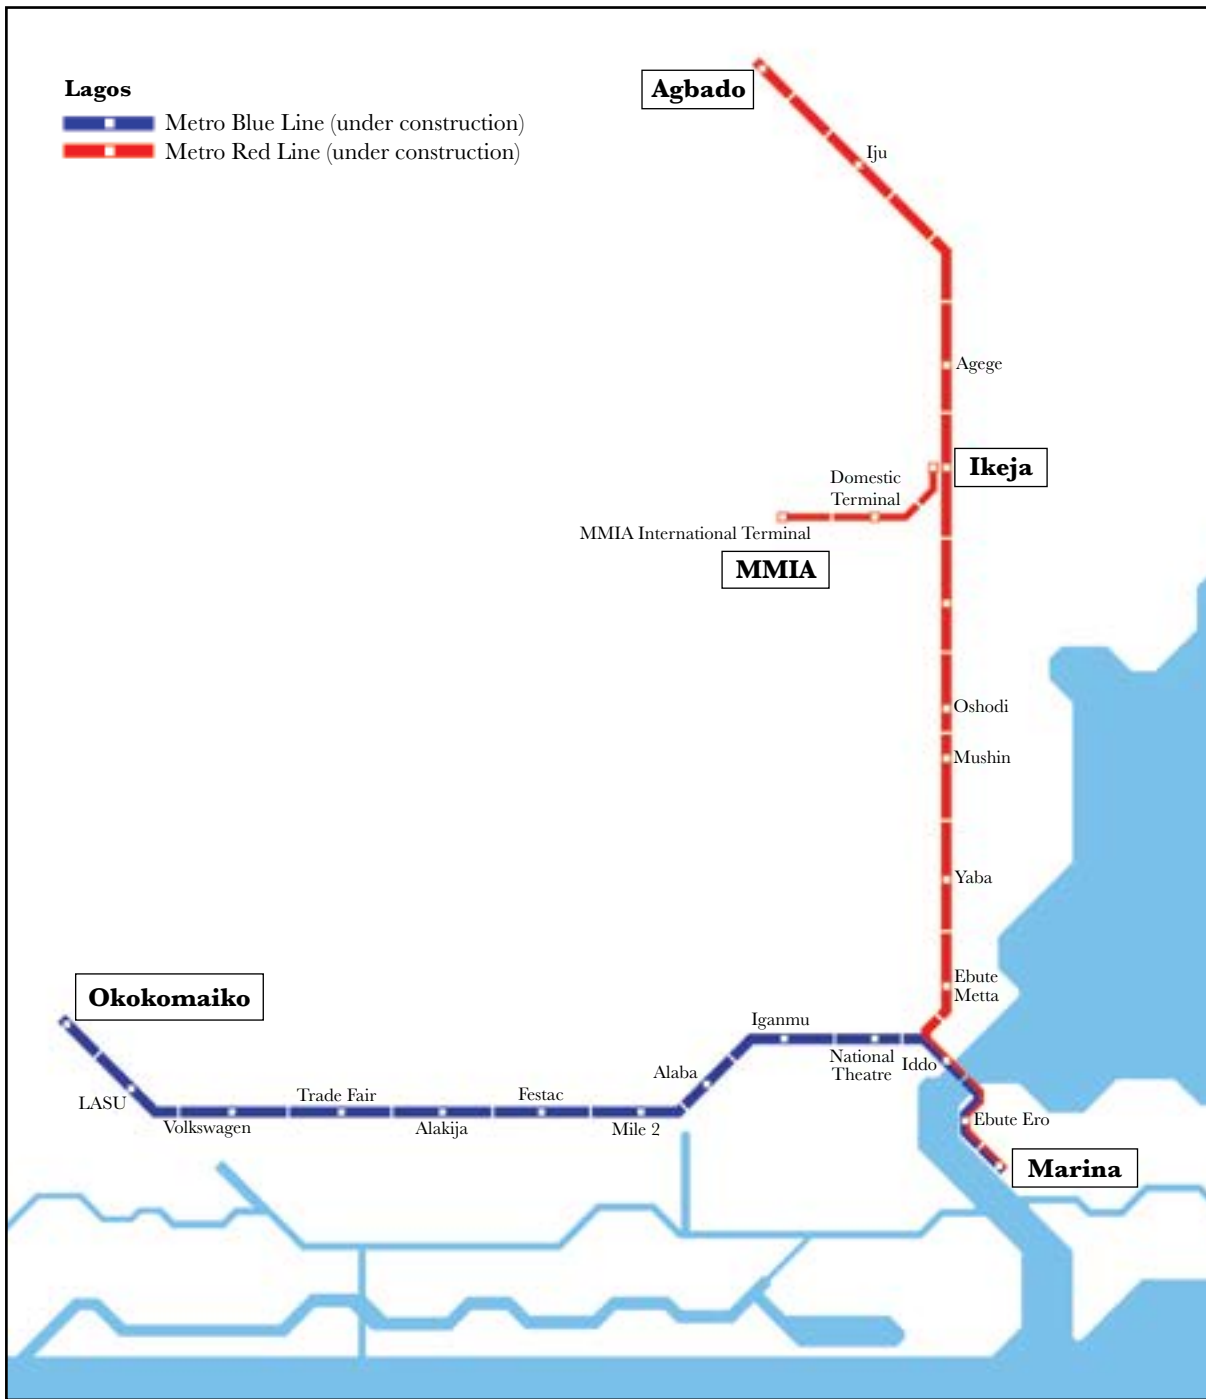 Lagos
Metro Blue Line (under construction)
Metro Red Line (under construction)
Agbado
Iju
Agege
Ikeja
Domestic
Terminal
MMIA International Terminal
MMIA
Oshodi
Mushin
Yaba
Ebute
Metta
Okokomaiko
Iganmu
National
Theatre
Iddo
Alaba
LASU
Volkswagen
Trade Fair
Alakija
Festac
Mile 2
Ebute Ero
Marina